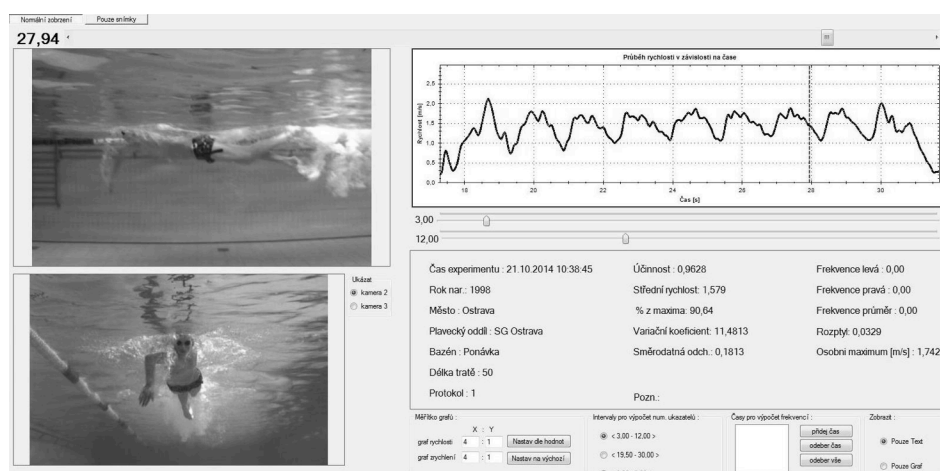 Normální zobrzení
Pouze snímky
27,94
Průběh rychlosti v závislosti na čase
Rychlost [m/s]
2,5
2,0
1,5
1,0
0,5
0,0
18 20 22 24 26 28 30
Čas [s]
3,00
12,00
Ukázat
kamera 2
kamera 3
Čas experimentu : 21.10.2014 10:38:45
Rok nar.: 1998
Město : Ostrava
Plavecký oddíl : SG Ostrava
Bazén : Ponávka
Délka tratě : 50
Protokol : 1
Účinnost : 0,9628
Střední rychlost: 1,579
% z maxima: 90,64
Variační koeficient: 11,4813
Směrodatná odch.: 0,1813
Pozn.:
Frekvence levá : 0,00
Frekvence pravá : 0,00
Frekvence průměr : 0,00
Rozptyl: 0,0329
Osobni maximum [m/s] : 1,742
Měřítko grafů :
X : Y
graf rychlosti 4 : 1 Nastav dle hodnot
graf zrychlení 4 : 1 Nastav na výchozí
Intervaly pro výpočet num. ukazatelů :
< 3,00 - 12,00 >
< 19,50 - 30,00 >
Časy pro výpočet frekvencí :
přidej čas
odeber čas
odeber vše
Zobrazit :
Pouze Text
Pouze Graf